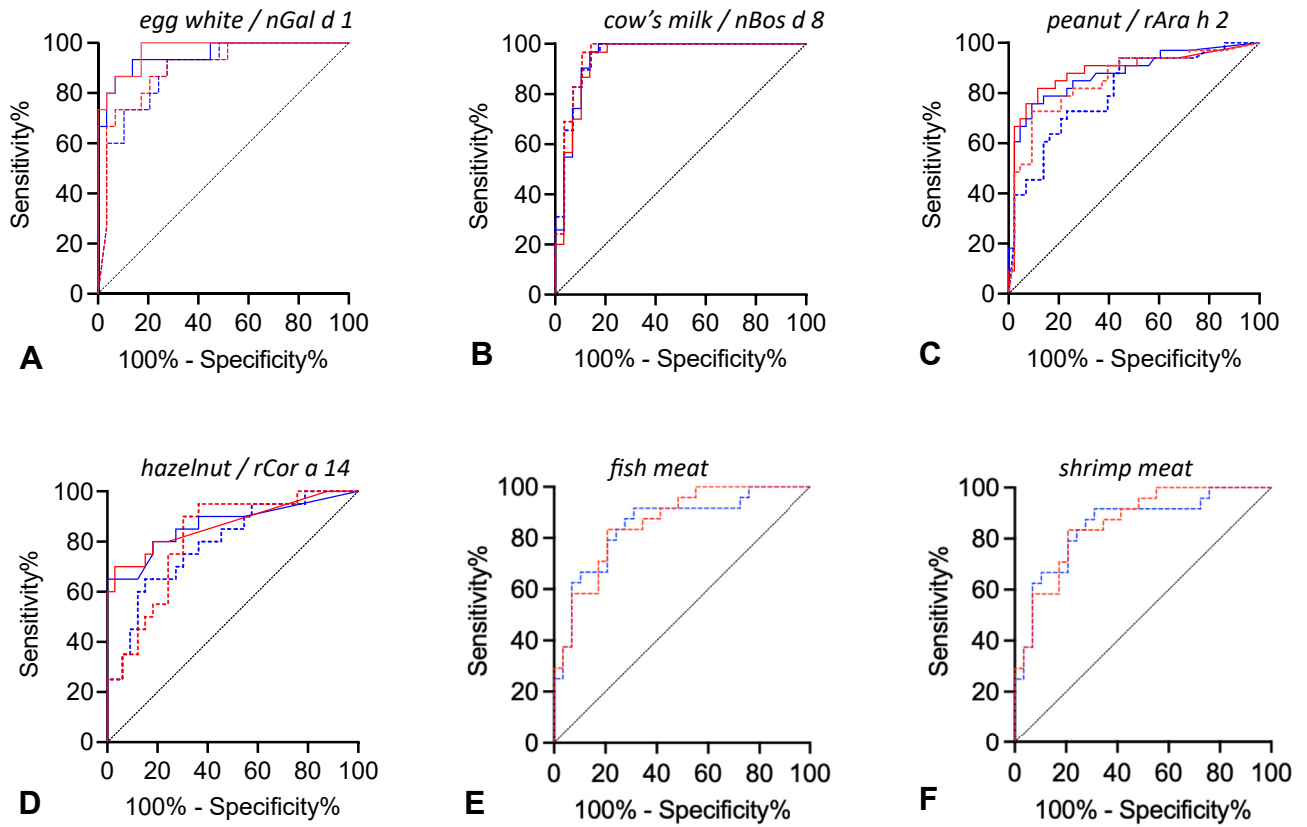 egg white / nGal d 1
100
80
60
40
20
0
Sensitivity%
0 20 40 60 80 100
100% - Specificity%
A
cow's milk / nBos d 8
100
80
60
40
20
0
Sensitivity%
0 20 40 60 80 100
100% - Specificity%
B
peanut / rAra h 2
100
80
60
40
20
0
Sensitivity%
0 20 40 60 80 100
100% - Specificity%
C
hazelnut / rCor a 14
100
80
60
40
20
0
Sensitivity%
0 20 40 60 80 100
100% - Specificity%
D
fish meat
100
80
60
40
20
0
Sensitivity%
0 20 40 60 80 100
100% - Specificity%
E
shrimp meat
100
80
60
40
20
0
Sensitivity%
0 20 40 60 80 100
100% - Specificity%
F